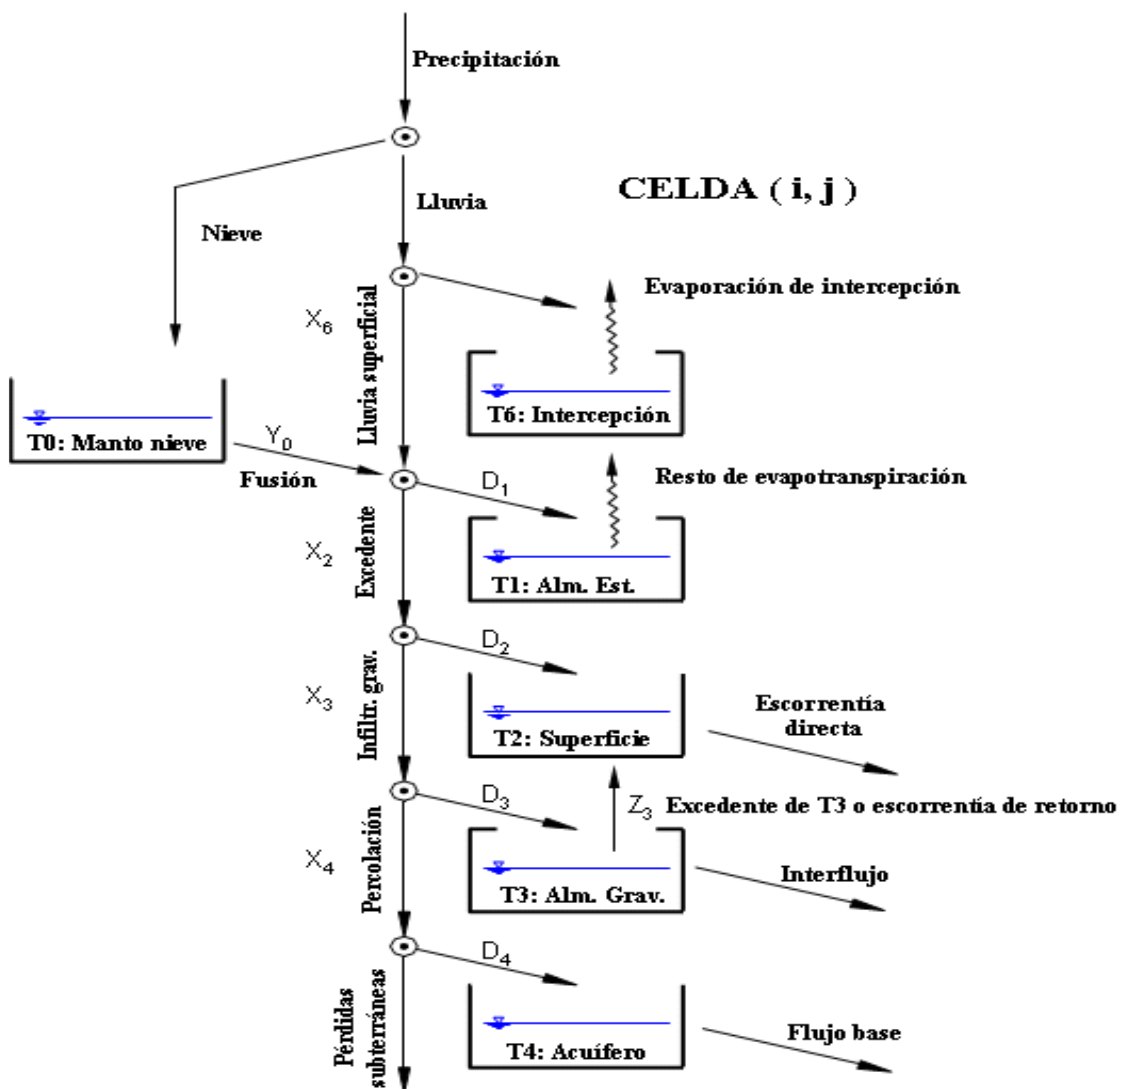 Precipitación
CELDA ( i, j )
Lluvia
Nieve
Evaporación de intercepción
X6
Lluvia superficial
T6: Intercepción
T0: Manto nieve
Y0
Fusión
Resto de evapotranspiración
D1
X2
Excedente
T1: Alm. Est.
D2
X3
Infiltr. grav.
Escorrentía
directa
T2: Superficie
D3
Z3
Excedente de T3 o escorrentía de retorno
X4
Percolación
Interflujo
T3: Alm. Grav.
D4
Pérdidas
subterráneas
Flujo base
T4: Acuífero